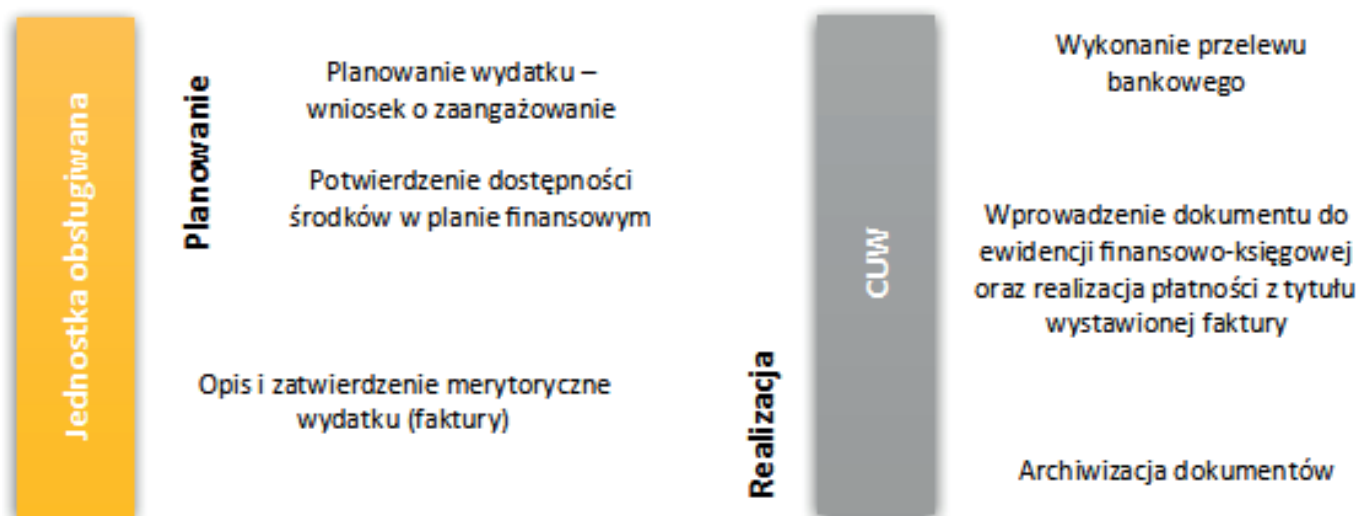 Jednostka obsługiwana
Planowanie
Planowanie wydatku –
wniosek o zaangażowanie
Potwierdzenie dostępności
środków w planie finansowym
Opis i zatwierdzenie merytoryczne
wydatku (faktury)
Realizacja
CUW
Wykonanie przelewu
bankowego
Wprowadzenie dokumentu do
ewidencji finansowo-księgowej
oraz realizacja płatności z tytułu
wystawionej faktury
Archiwizacja dokumentów